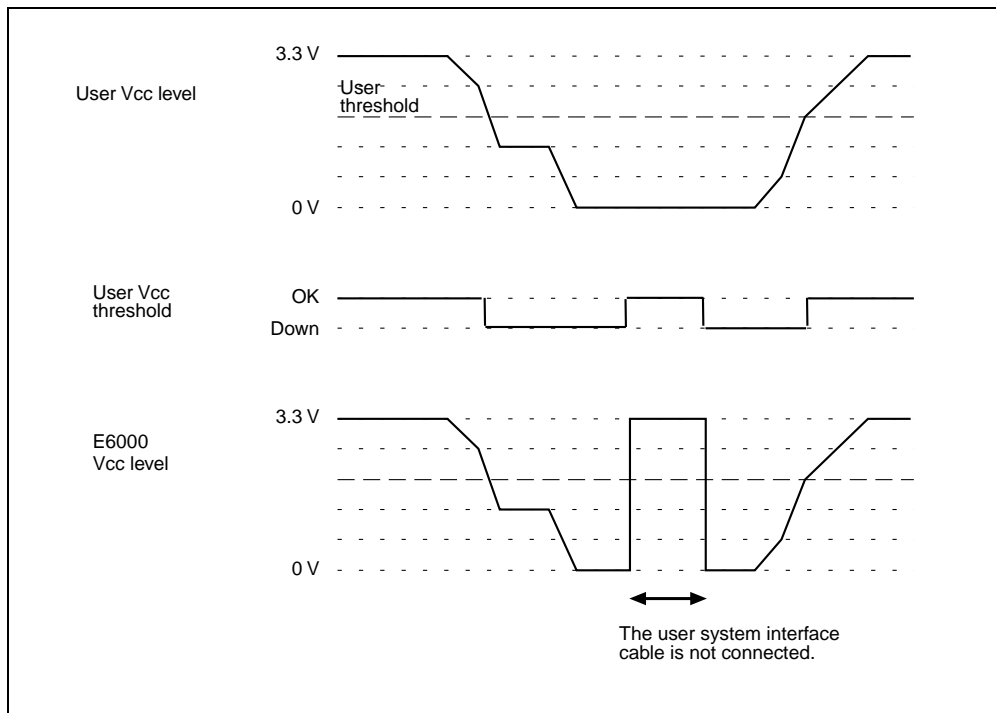 3.3 V
User Vcc level
User
threshold
0 V
User Vcc
threshold
OK
Down
3.3 V
E6000
Vcc level
0 V
The user system interface
cable is not connected.